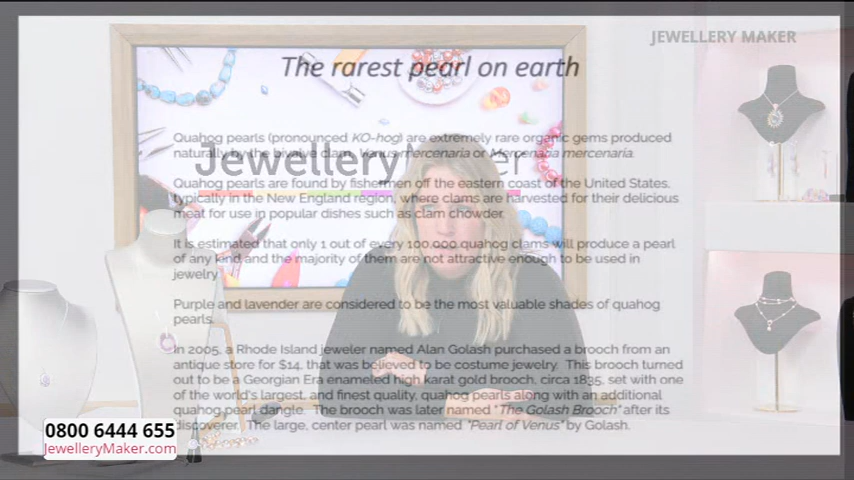 JEWELLERY MAKER
The rarest pearl on earth
Quahog pearls (pronounced KO-hog) are extremely rare organic gems produced
naturally by the bivalve clam, Venus mercenaria or Mercenaria mercenaria.
JewelleryMaker
Quahog pearls are found by fishermen off the eastern coast of the United States,
typically in the New England region, where clams are harvested for their delicious
meat for use in popular dishes such as clam chowder.
It is estimated that only 1 out of every 100,000 quahog clams will produce a pearl
of any kind and the majority of them are not attractive enough to be used in
jewelry.
Purple and lavender are considered to be the most valuable shades of quahog
pearls.
In 2005, a Rhode Island jeweler named Alan Golash purchased a brooch from an
antique store for $14, that was believed to be costume jewelry. This brooch turned
out to be a Georgian Era enameled high karat gold brooch, circa 1835, set with one
of the world's largest, and finest quality, quahog pearls along with an additional
quahog pearl dangle. The brooch was later named "The Golash Brooch" after its
discoverer. The large, center pearl was named "Pearl of Venus" by Golash.
0800 6444 655
JewelleryMaker.com